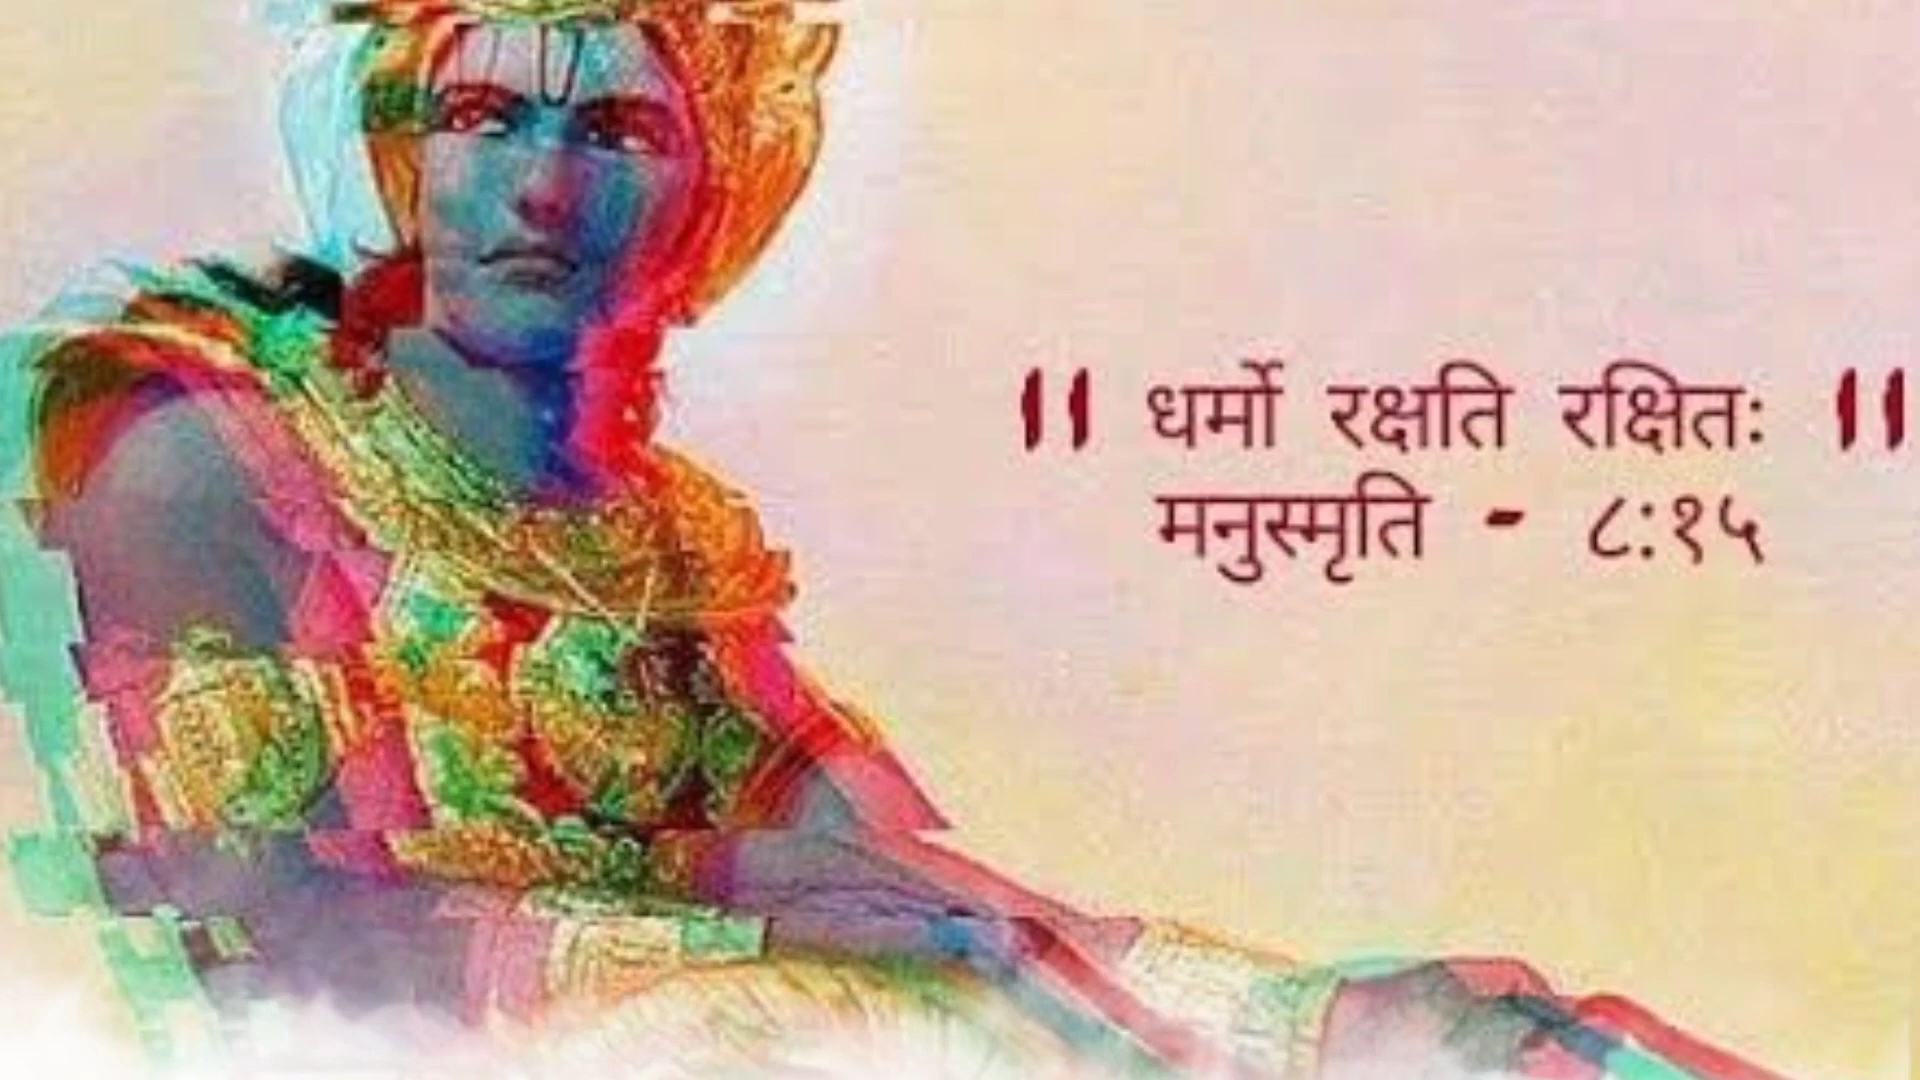 " धर्मो रक्षति रक्षितः "
मनुस्मृति - ८:१५